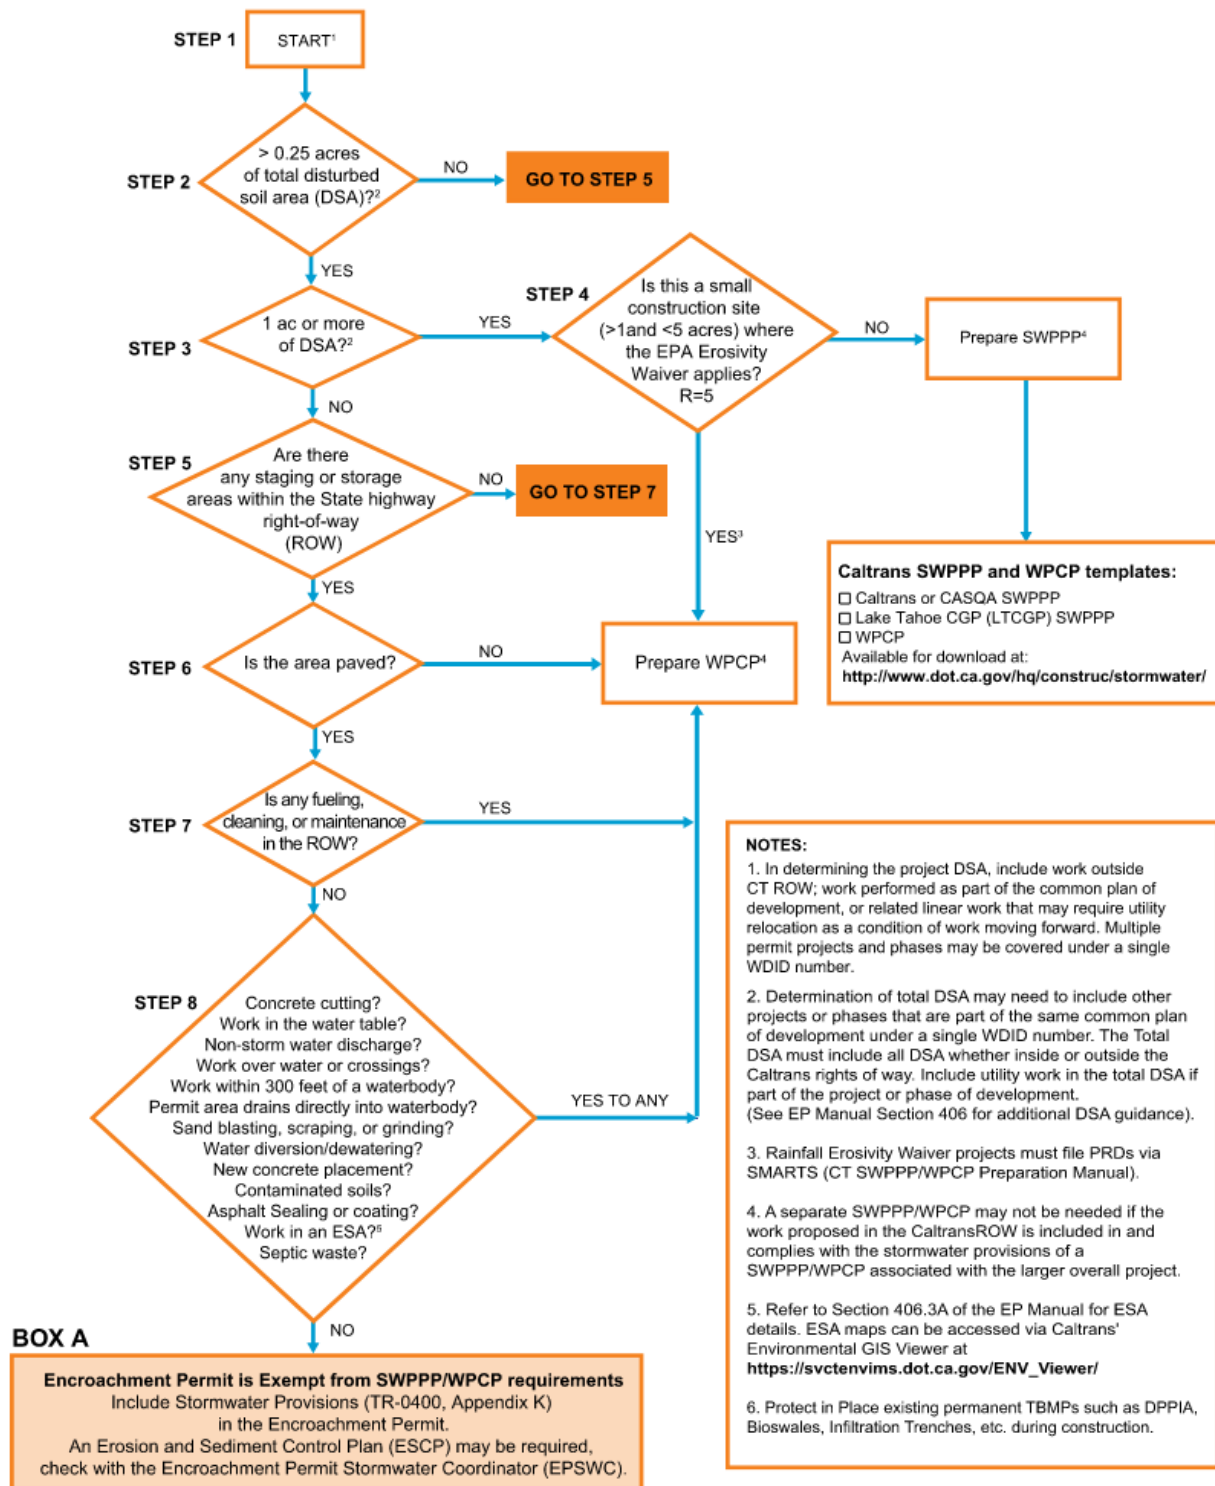 STEP 1
START¹
STEP 2
> 0.25 acres
of total disturbed
soil area (DSA)?²
NO
GO TO STEP 5
YES
STEP 3
1 ac or more
of DSA?²
YES
STEP 4
Is this a small
construction site
(>1and <5 acres) where
the EPA Erosivity
Waiver applies?
R=5
NO
Prepare SWPPP⁴
NO
STEP 5
Are there
any staging or storage
areas within the State highway
right-of-way
(ROW)
NO
GO TO STEP 7
YES³
YES
Caltrans SWPPP and WPCP templates:
☐ Caltrans or CASQA SWPPP
☐ Lake Tahoe CGP (LTCGP) SWPPP
☐ WPCP
Available for download at:
http://www.dot.ca.gov/hq/construc/stormwater/
STEP 6
Is the area paved?
NO
Prepare WPCP⁴
YES
STEP 7
Is any fueling,
cleaning, or maintenance
in the ROW?
YES
NO
STEP 8
Concrete cutting?
Work in the water table?
Non-storm water discharge?
Work over water or crossings?
Work within 300 feet of a waterbody?
Permit area drains directly into waterbody?
Sand blasting, scraping, or grinding?
Water diversion/dewatering?
New concrete placement?
Contaminated soils?
Asphalt Sealing or coating?
Work in an ESA?⁵
Septic waste?
YES TO ANY
NO
BOX A
Encroachment Permit is Exempt from SWPPP/WPCP requirements
Include Stormwater Provisions (TR-0400, Appendix K)
in the Encroachment Permit.
An Erosion and Sediment Control Plan (ESCP) may be required,
check with the Encroachment Permit Stormwater Coordinator (EPSWC).
NOTES:
1. In determining the project DSA, include work outside
CT ROW; work performed as part of the common plan of
development, or related linear work that may require utility
relocation as a condition of work moving forward. Multiple
permit projects and phases may be covered under a single
WDID number.
2. Determination of total DSA may need to include other
projects or phases that are part of the same common plan
of development under a single WDID number. The Total
DSA must include all DSA whether inside or outside the
Caltrans rights of way. Include utility work in the total DSA if
part of the project or phase of development.
(See EP Manual Section 406 for additional DSA guidance).
3. Rainfall Erosivity Waiver projects must file PRDs via
SMARTS (CT SWPPP/WPCP Preparation Manual).
4. A separate SWPPP/WPCP may not be needed if the
work proposed in the CaltransROW is included in and
complies with the stormwater provisions of a
SWPPP/WPCP associated with the larger overall project.
5. Refer to Section 406.3A of the EP Manual for ESA
details. ESA maps can be accessed via Caltrans'
Environmental GIS Viewer at
https://svctenvims.dot.ca.gov/ENV_Viewer/
6. Protect in Place existing permanent TBMPs such as DPPIA,
Bioswales, Infiltration Trenches, etc. during construction.